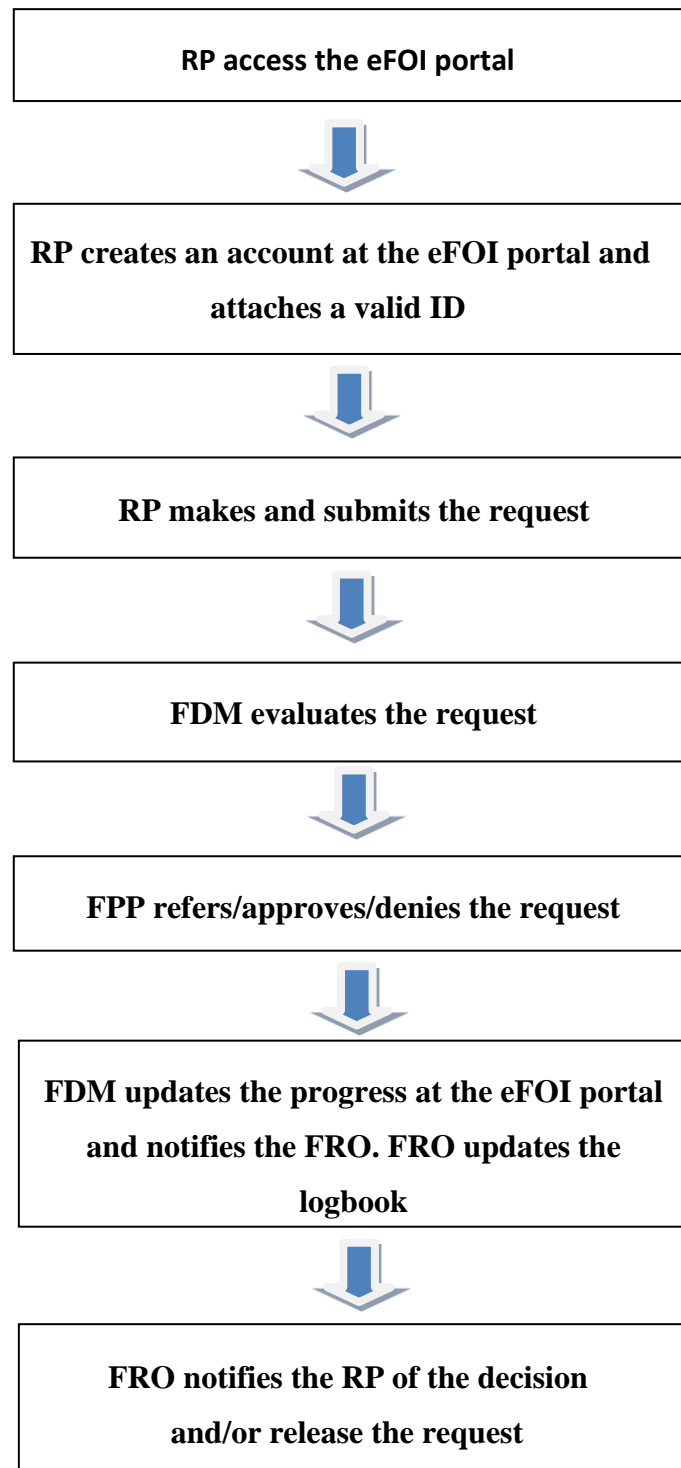 RP access the eFOI portal
RP creates an account at the eFOI portal and
attaches a valid ID
RP makes and submits the request
FDM evaluates the request
FPP refers/approves/denies the request
FDM updates the progress at the eFOI portal
and notifies the FRO. FRO updates the
logbook
FRO notifies the RP of the decision
and/or release the request